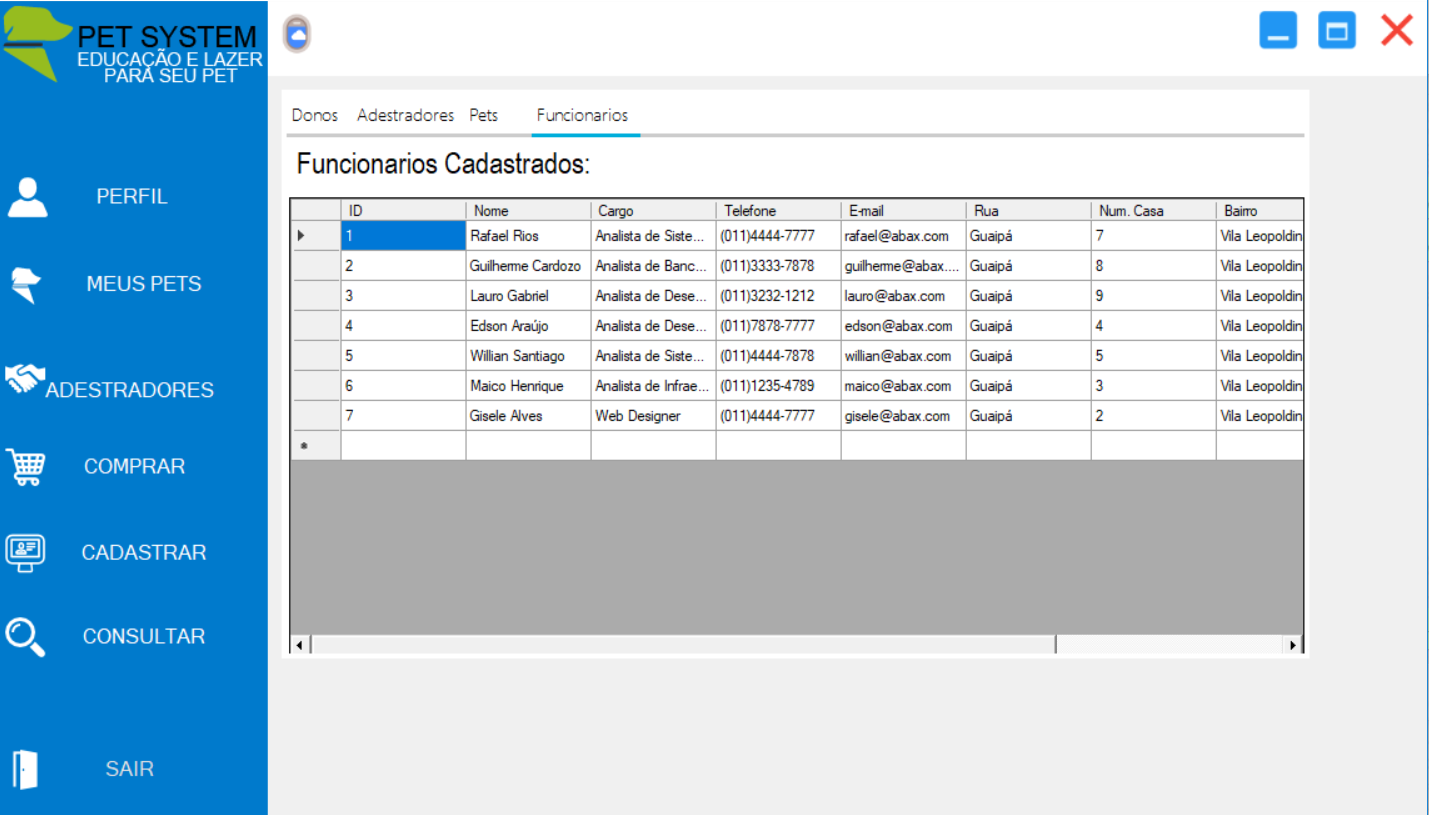 PET SYSTEM
EDUCAÇÃO E LAZER
PARA SEU PET
PERFIL
MEUS PETS
ADESTRADORES
COMPRAR
CADASTRAR
CONSULTAR
SAIR
Donos Adestradores Pets Funcionarios
Funcionarios Cadastrados:
ID Nome Cargo Telefone E-mail Rua Num. Casa Bairro
1 Rafael Rios Analista de Siste... (011)4444-7777 rafael@abax.com Guaipá 7 Vila Leopoldin
2 Guilherme Cardozo Analista de Banc... (011)3333-7878 guilherme@abax.... Guaipá 8 Vila Leopoldin
3 Lauro Gabriel Analista de Dese... (011)3232-1212 lauro@abax.com Guaipá 9 Vila Leopoldin
4 Edson Araújo Analista de Dese... (011)7878-7777 edson@abax.com Guaipá 4 Vila Leopoldin
5 Willian Santiago Analista de Siste... (011)4444-7878 willian@abax.com Guaipá 5 Vila Leopoldin
6 Maico Henrique Analista de Infrae... (011)1235-4789 maico@abax.com Guaipá 3 Vila Leopoldin
7 Gisele Alves Web Designer (011)4444-7777 gisele@abax.com Guaipá 2 Vila Leopoldin